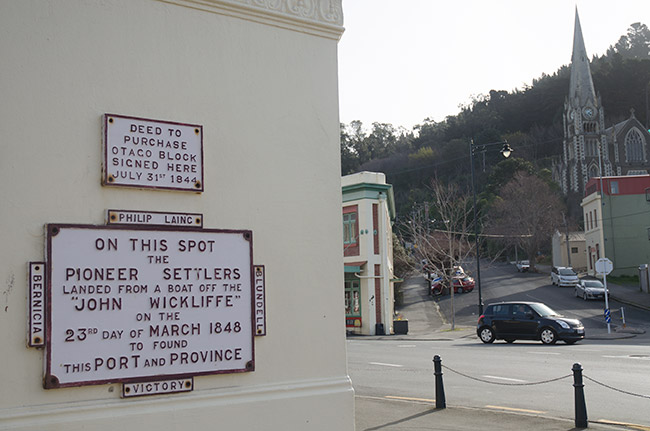 DEED TO
PURCHASE
OTAGO BLOCK
SIGNED HERE
JULY 31ST 1844
PHILIP LAING
ON THIS SPOT
THE
PIONEER SETTLERS
LANDED FROM A BOAT OFF THE
"JOHN WICKLIFFE"
ON THE
23RD DAY OF MARCH 1848
TO FOUND
THIS PORT AND PROVINCE
BERNICIA
BLUNDELL
VICTORY